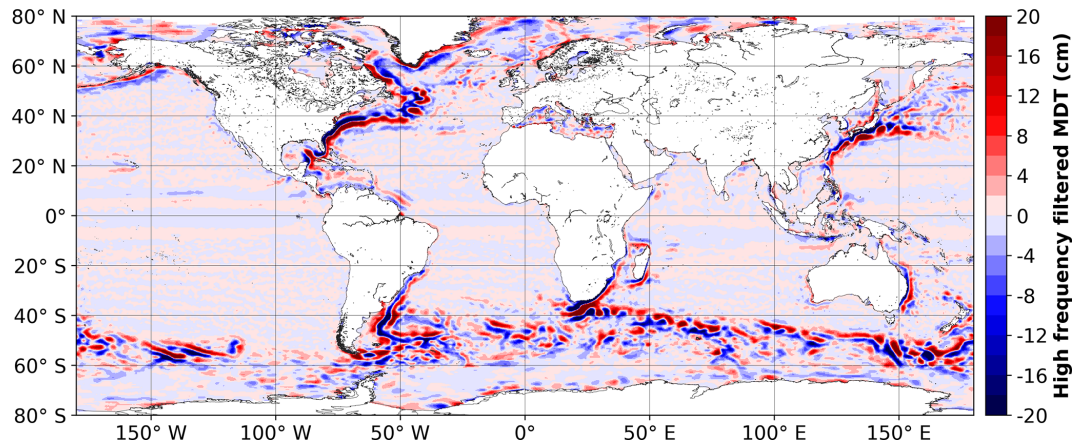 80° N
60° N
40° N
20° N
0°
20° S
40° S
60° S
80° S
150° W
100° W
50° W
0°
50° E
100° E
150° E
20
16
12
8
4
0
-4
-8
-12
-16
-20
High frequency filtered MDT (cm)